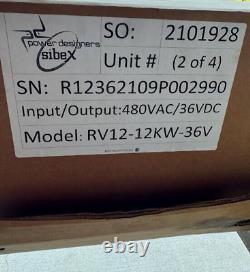 power designers
sibex
SO: 2101928
Unit # (2 of 4)
SN: R12362109P002990
Input/Output:480VAC/36VDC
Model: RV12-12KW-36V